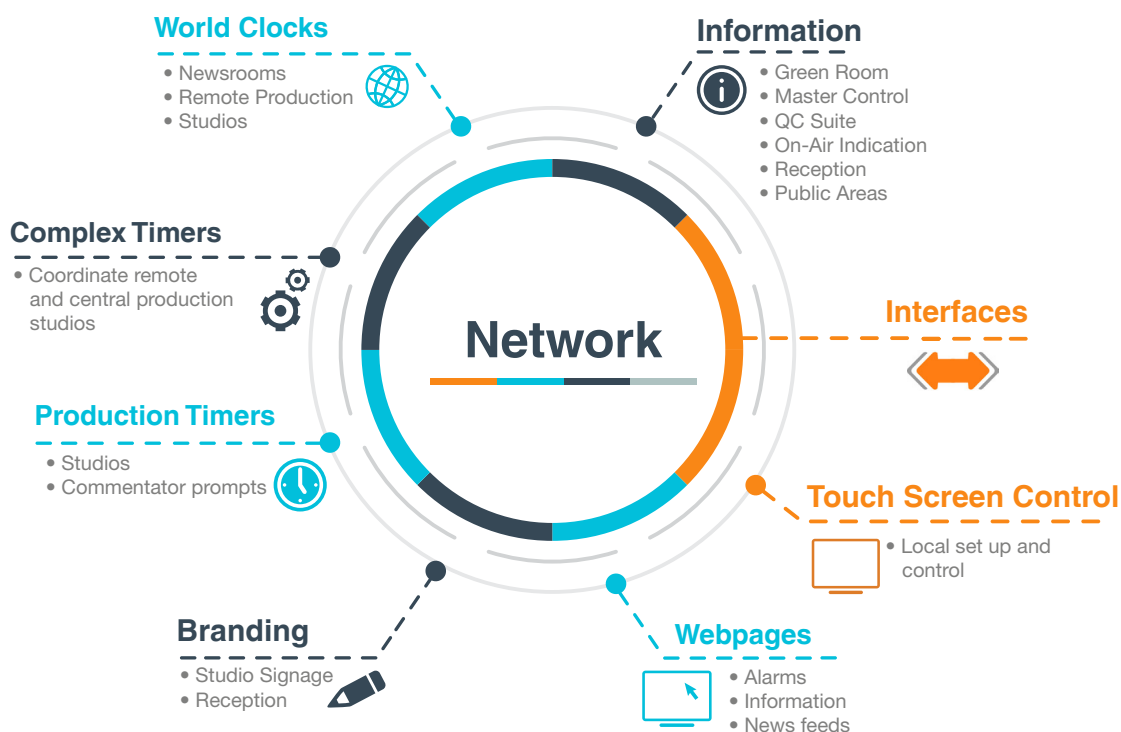 World Clocks
• Newsrooms
• Remote Production
• Studios
Information
• Green Room
• Master Control
• QC Suite
• On-Air Indication
• Reception
• Public Areas
Complex Timers
• Coordinate remote
and central production
studios
Network
Interfaces
Production Timers
• Studios
• Commentator prompts
Touch Screen Control
• Local set up and
control
Branding
• Studio Signage
• Reception
Webpages
• Alarms
• Information
• News feeds